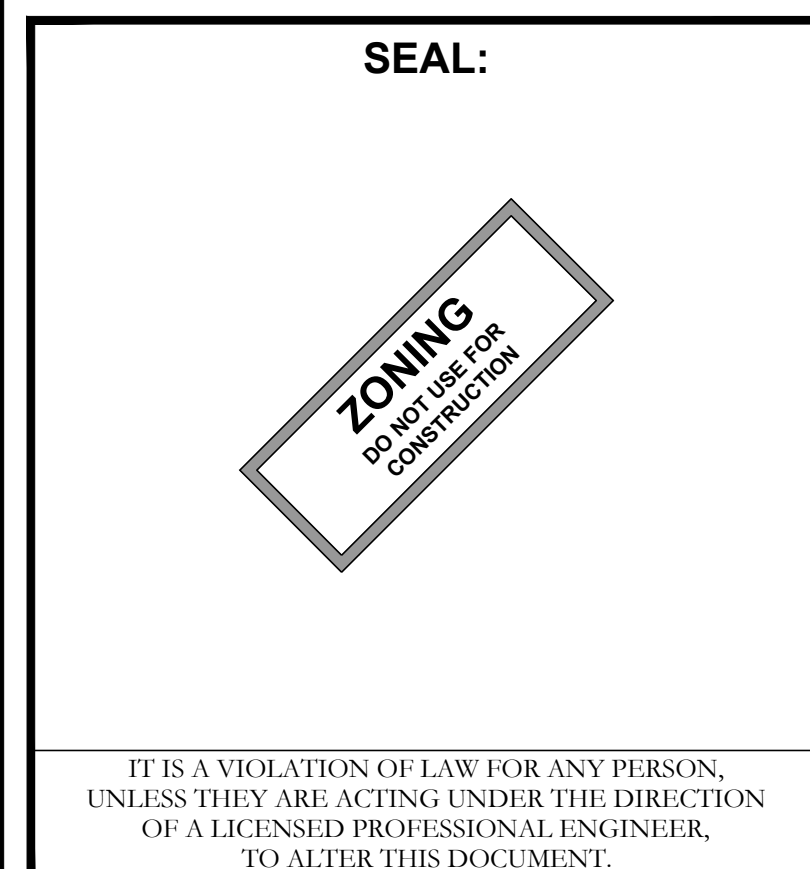 SEAL:
ZONING
DO NOT USE FOR
CONSTRUCTION
IT IS A VIOLATION OF LAW FOR ANY PERSON,
UNLESS THEY ARE ACTING UNDER THE DIRECTION
OF A LICENSED PROFESSIONAL ENGINEER,
TO ALTER THIS DOCUMENT.